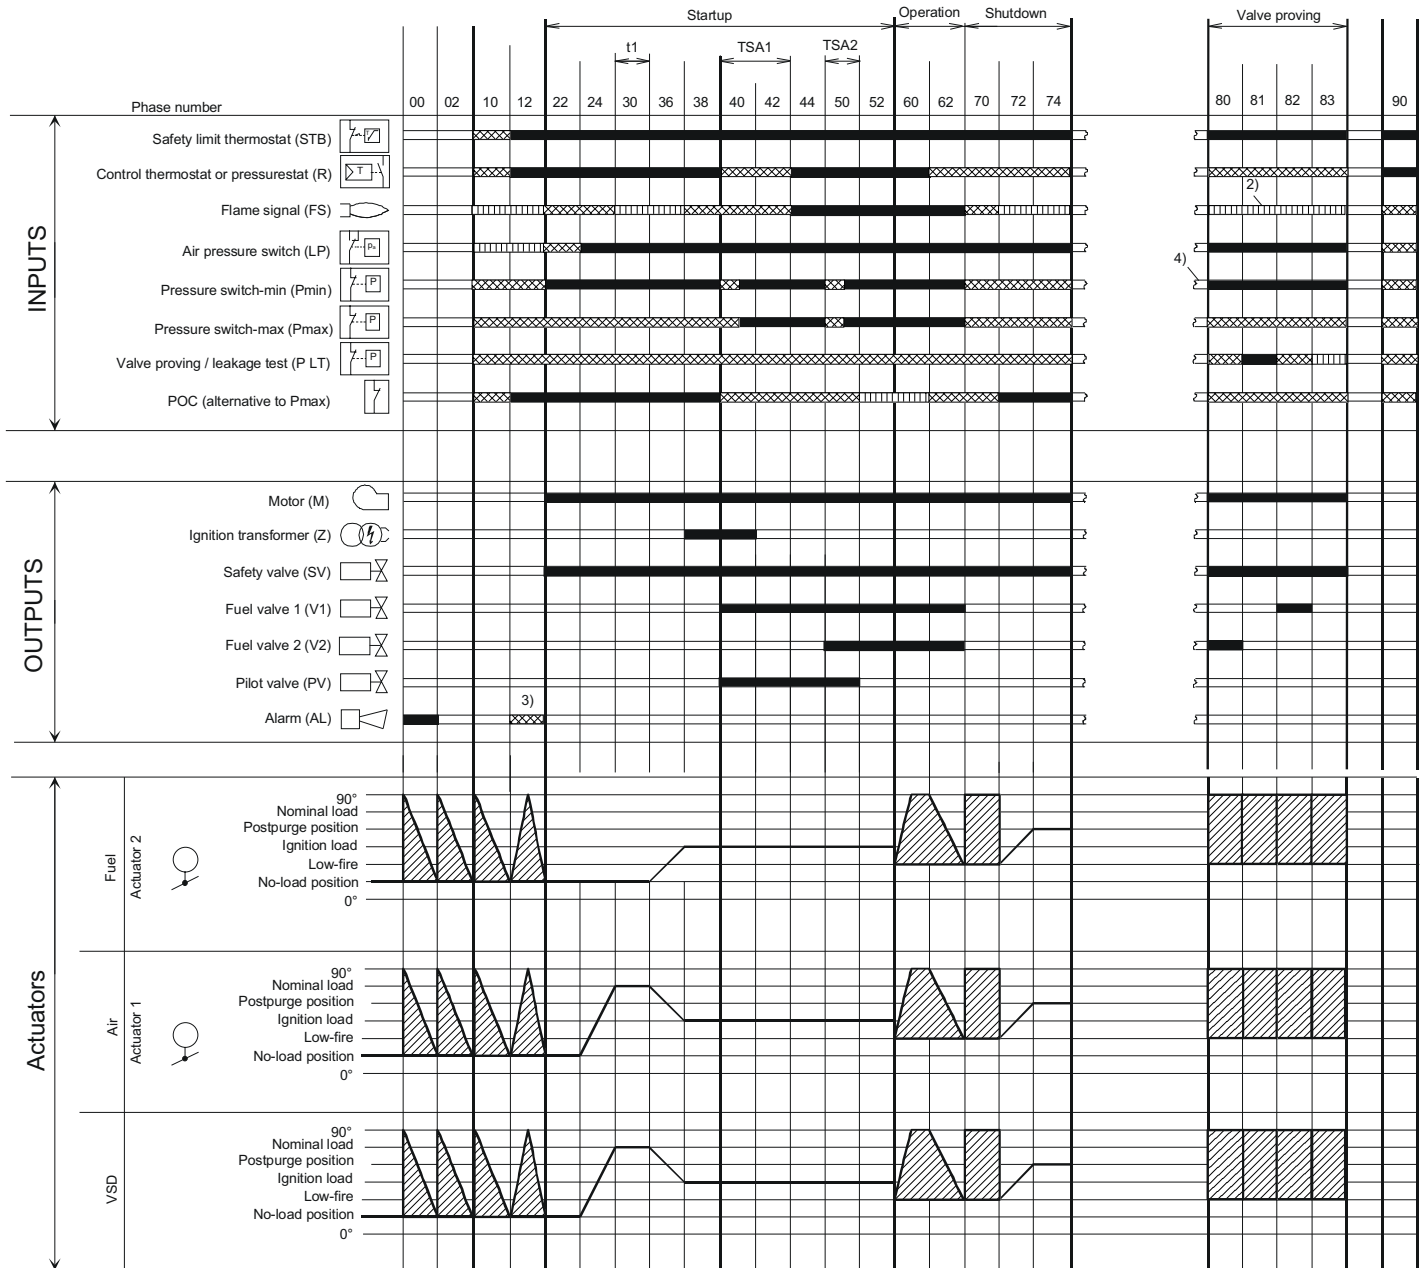 Startup Operation Shutdown Valve proving
t1 TSA1 TSA2
Phase number 00 02 10 12 22 24 30 36 38 40 42 44 50 52 60 62 70 72 74 80 81 82 83 90
INPUTS
Safety limit thermostat (STB)
Control thermostat or pressurestat (R) T
2)
Flame signal (FS)
Air pressure switch (LP)
4)
Pressure switch-min (Pmin) P
Pressure switch-max (Pmax) P
Valve proving / leakage test (P LT) P
POC (alternative to Pmax)
OUTPUTS
Motor (M)
Ignition transformer (Z)
Safety valve (SV)
Fuel valve 1 (V1)
Fuel valve 2 (V2)
Pilot valve (PV)
3)
Alarm (AL)
Actuators
Fuel
Actuator 2
90°
Nominal load
Postpurge position
Ignition load
Low-fire
No-load position
0°
Air
Actuator 1
90°
Nominal load
Postpurge position
Ignition load
Low-fire
No-load position
0°
VSD
90°
Nominal load
Postpurge position
Ignition load
Low-fire
No-load position
0°